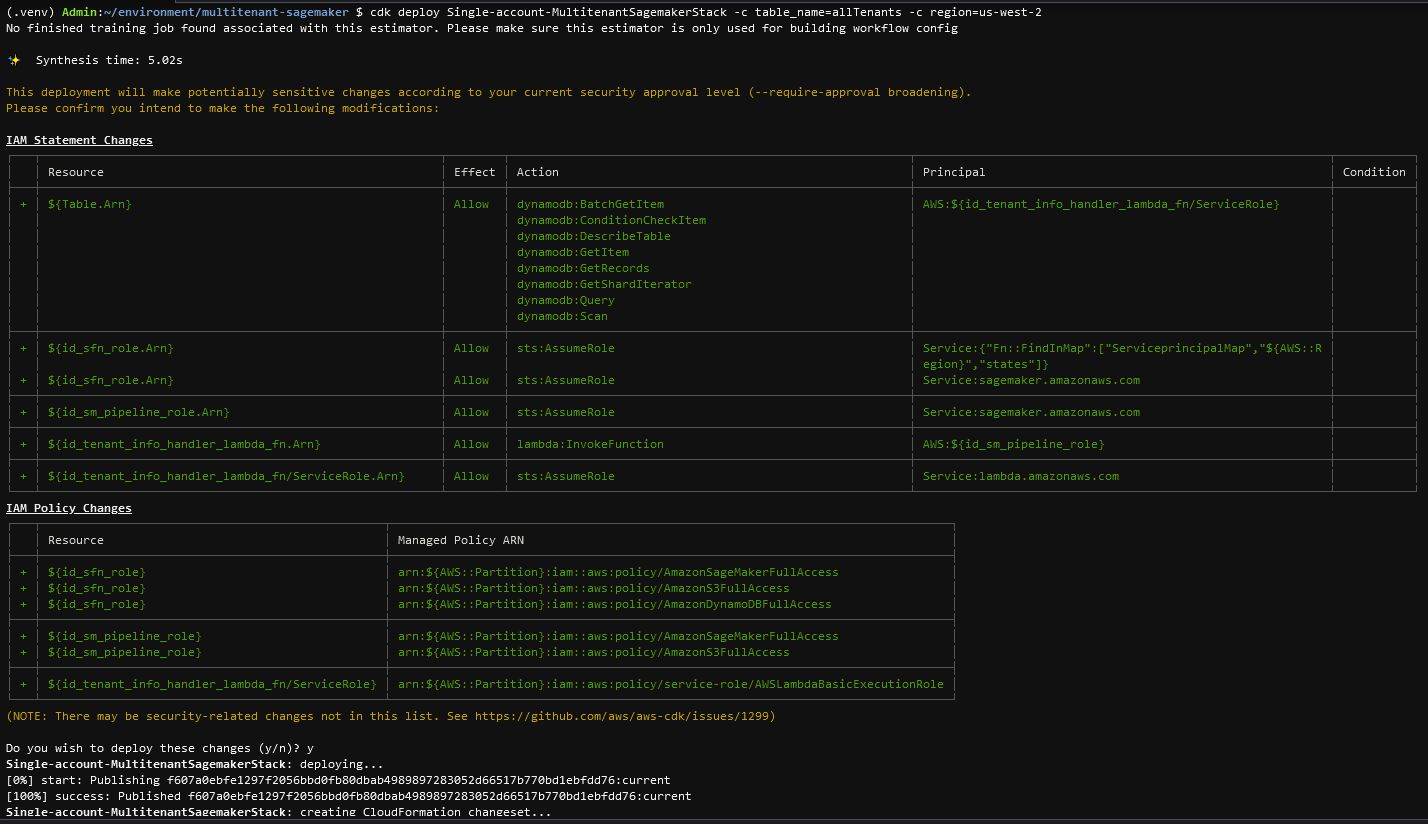 (.venv) Admin:~/environment/multitenant-sagemaker $ cdk deploy Single-account-MultitenantSagemakerStack -c table_name=allTenants -c region=us-west-2
No finished training job found associated with this estimator. Please make sure this estimator is only used for building workflow config
✨ Synthesis time: 5.02s
This deployment will make potentially sensitive changes according to your current security approval level (--require-approval broadening).
Please confirm you intend to make the following modifications:
IAM Statement Changes
Resource Effect Action Principal Condition
+ ${Table.Arn} Allow dynamodb:BatchGetItem AWS:${id_tenant_info_handler_lambda_fn/ServiceRole}
dynamodb:ConditionCheckItem
dynamodb:DescribeTable
dynamodb:GetItem
dynamodb:GetRecords
dynamodb:GetShardIterator
dynamodb:Query
dynamodb:Scan
+ ${id_sfn_role.Arn} Allow sts:AssumeRole Service:{"Fn::FindInMap":["ServiceprincipalMap","${AWS::R
egion}","states"]}
+ ${id_sfn_role.Arn} Allow sts:AssumeRole Service:sagemaker.amazonaws.com
+ ${id_sm_pipeline_role.Arn} Allow sts:AssumeRole Service:sagemaker.amazonaws.com
+ ${id_tenant_info_handler_lambda_fn.Arn} Allow lambda:InvokeFunction AWS:${id_sm_pipeline_role}
+ ${id_tenant_info_handler_lambda_fn/ServiceRole.Arn} Allow sts:AssumeRole Service:lambda.amazonaws.com
IAM Policy Changes
Resource Managed Policy ARN
+ ${id_sfn_role} arn:${AWS::Partition}:iam::aws:policy/AmazonSageMakerFullAccess
+ ${id_sfn_role} arn:${AWS::Partition}:iam::aws:policy/AmazonS3FullAccess
+ ${id_sfn_role} arn:${AWS::Partition}:iam::aws:policy/AmazonDynamoDBFullAccess
+ ${id_sm_pipeline_role} arn:${AWS::Partition}:iam::aws:policy/AmazonSageMakerFullAccess
+ ${id_sm_pipeline_role} arn:${AWS::Partition}:iam::aws:policy/AmazonS3FullAccess
+ ${id_tenant_info_handler_lambda_fn/ServiceRole} arn:${AWS::Partition}:iam::aws:policy/service-role/AWSLambdaBasicExecutionRole
(NOTE: There may be security-related changes not in this list. See https://github.com/aws/aws-cdk/issues/1299)
Do you wish to deploy these changes (y/n)? y
Single-account-MultitenantSagemakerStack: deploying...
[0%] start: Publishing f607a0ebfe1297f2056bbd0fb80dbab4989897283052d66517b770bd1ebfdd76:current
[100%] success: Published f607a0ebfe1297f2056bbd0fb80dbab4989897283052d66517b770bd1ebfdd76:current
Single-account-MultitenantSagemakerStack: creating CloudFormation changeset...